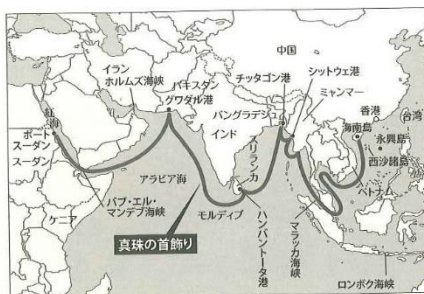 中国
チッタゴン港
シットウェ港
ミャンマー
イラン
ホルムズ海峡
パキスタン
グワダル港
バングラデシュ
香港
海南島
台湾
永興島
西沙諸島
ベトナム
インド
スリランカ
紅海
ポートスーダン
スーダン
アラビア海
バブ・エル・マンデブ海峡
ケニア
モルディブ
ハンバントータ港
マラッカ海峡
真珠の首飾り
ロンボク海峡